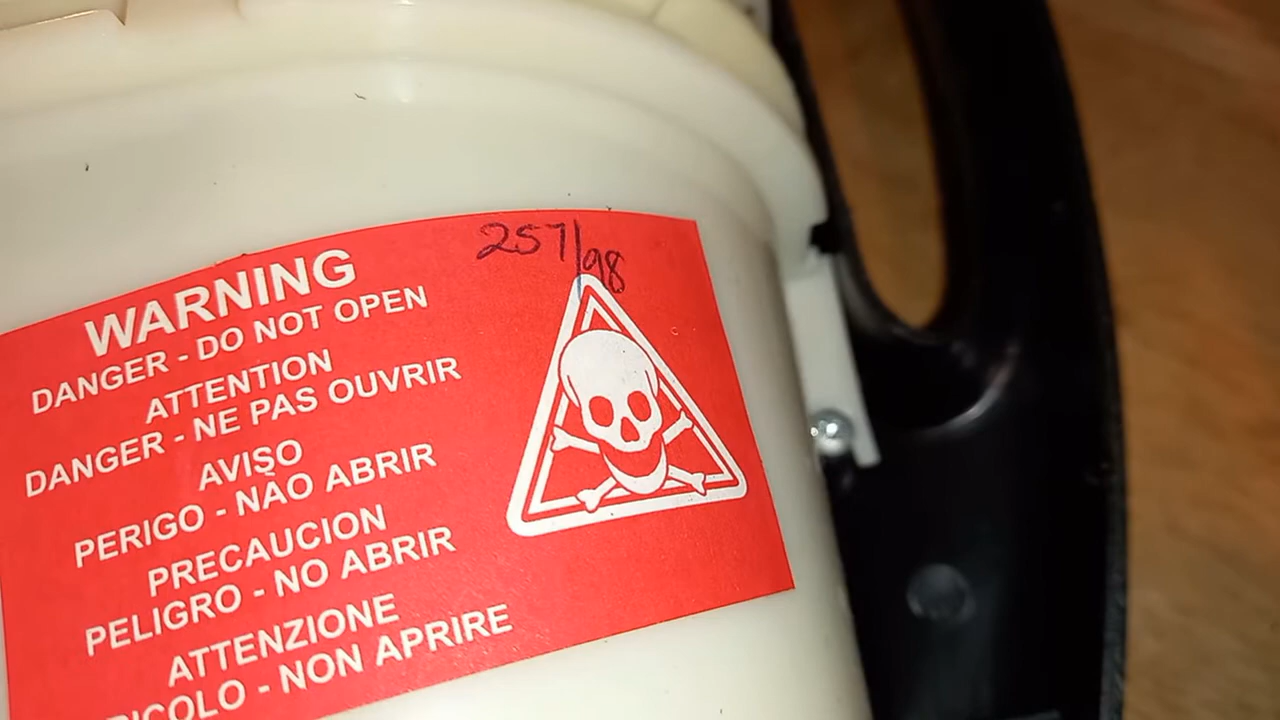 257/98
WARNING
DANGER - DO NOT OPEN
ATTENTION
DANGER - NE PAS OUVRIR
AVISO
PERIGO - NÃO ABRIR
PRECAUCION
PELIGRO - NO ABRIR
ATTENZIONE
- NON APRIRE